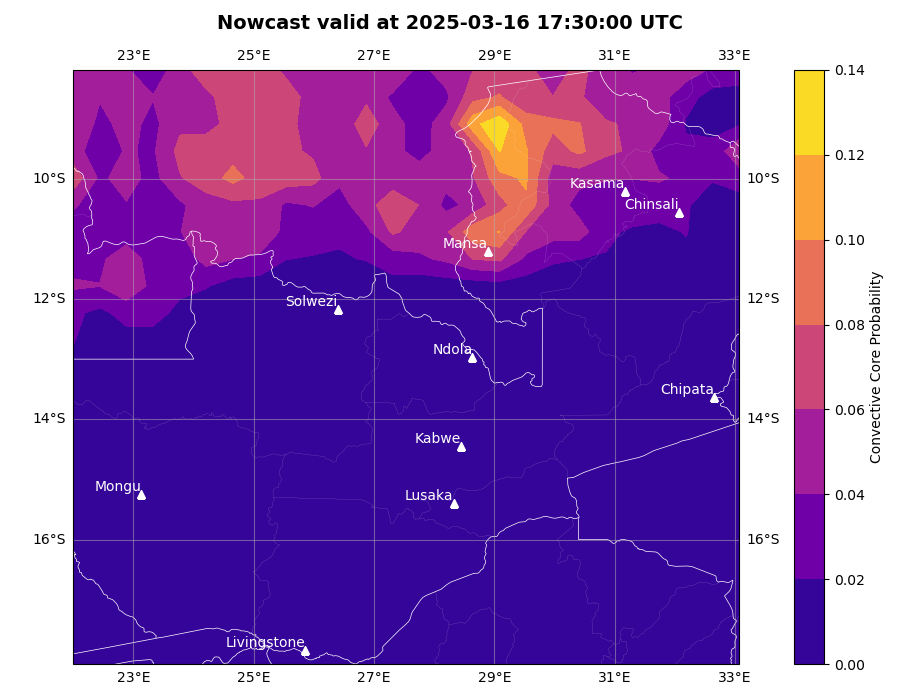 Nowcast valid at 2025-03-16 17:30:00 UTC
23°E 25°E 27°E 29°E 31°E 33°E
0.14
0.12
10°S 10°S
Kasama
Chinsali
0.10
Mansa
12°S 12°S
Solwezi
0.08
Ndola
Convective Core Probability
Chipata
0.06
14°S 14°S
Kabwe
Mongu
Lusaka
0.04
16°S 16°S
0.02
Livingstone
0.00
23°E 25°E 27°E 29°E 31°E 33°E